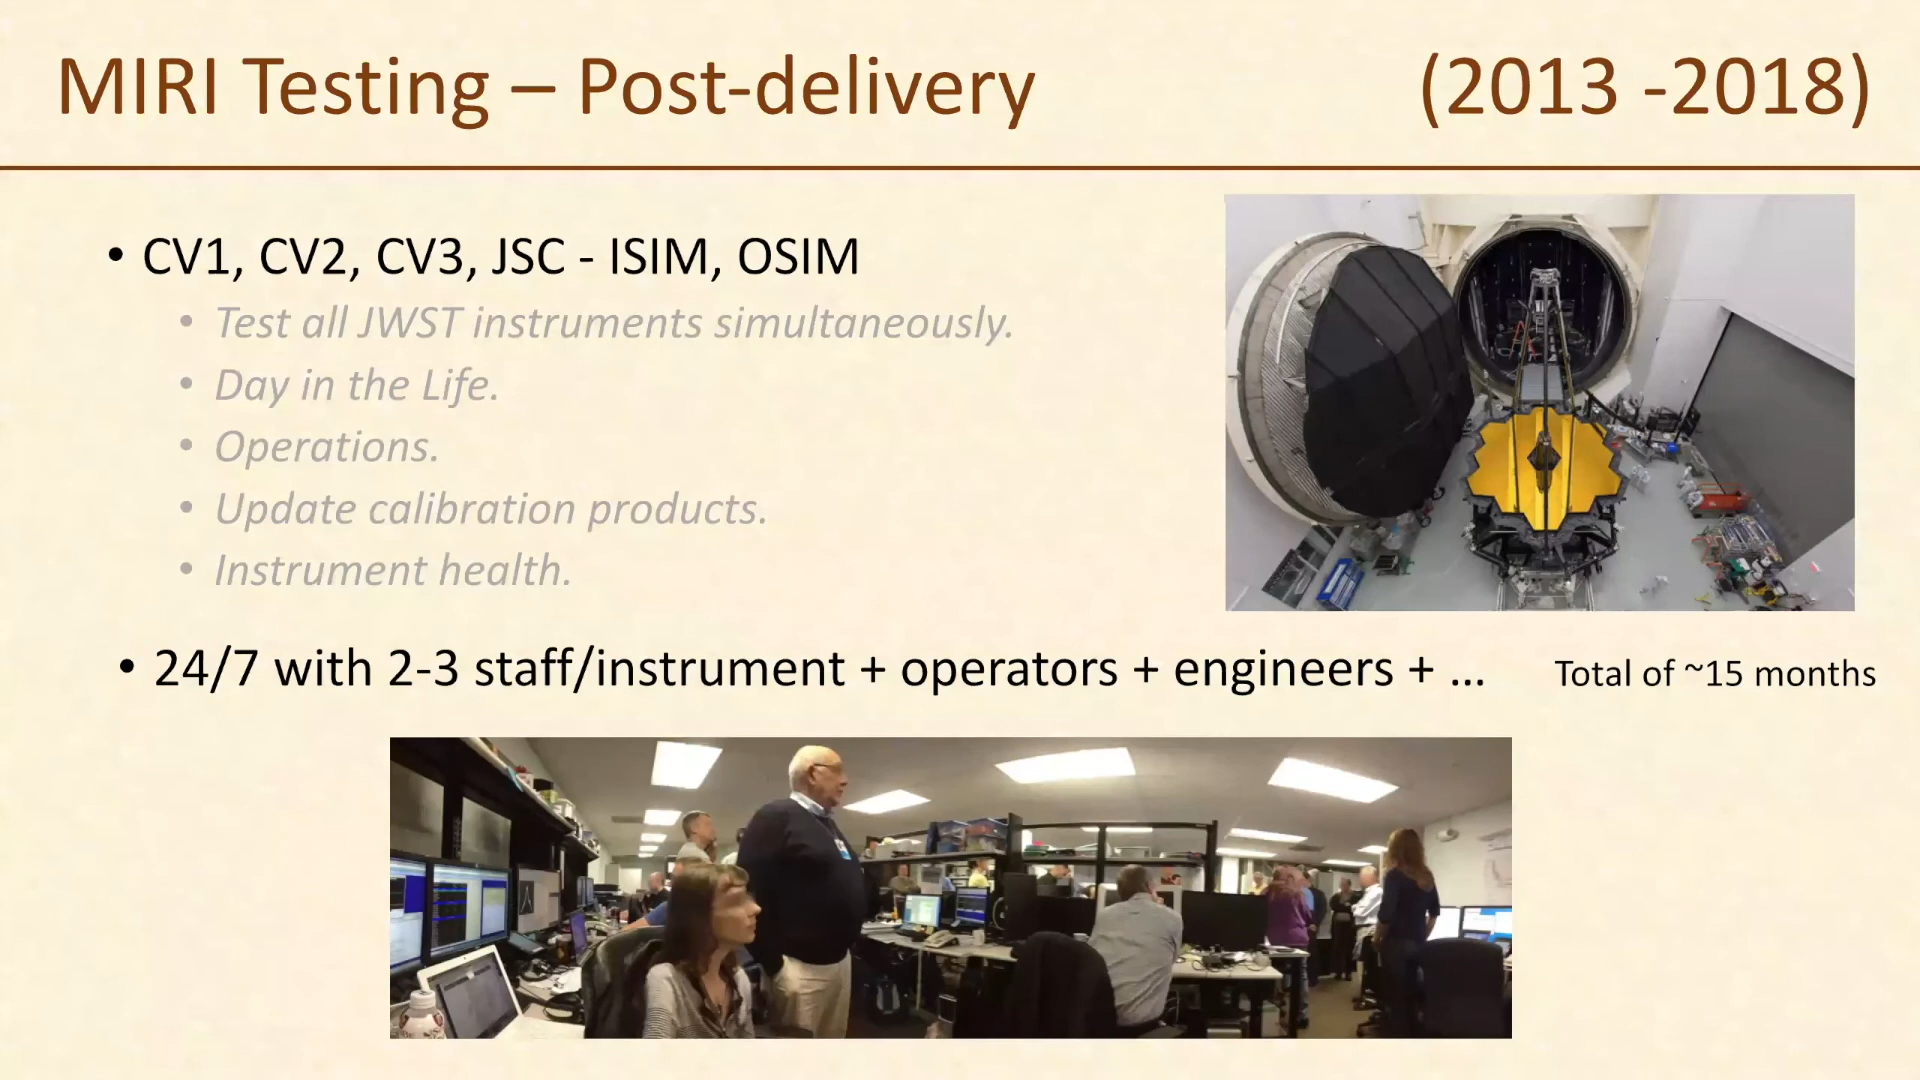 MIRI Testing – Post-delivery (2013 -2018)
• CV1, CV2, CV3, JSC - ISIM, OSIM
• Test all JWST instruments simultaneously.
• Day in the Life.
• Operations.
• Update calibration products.
• Instrument health.
• 24/7 with 2-3 staff/instrument + operators + engineers + ... Total of ~15 months